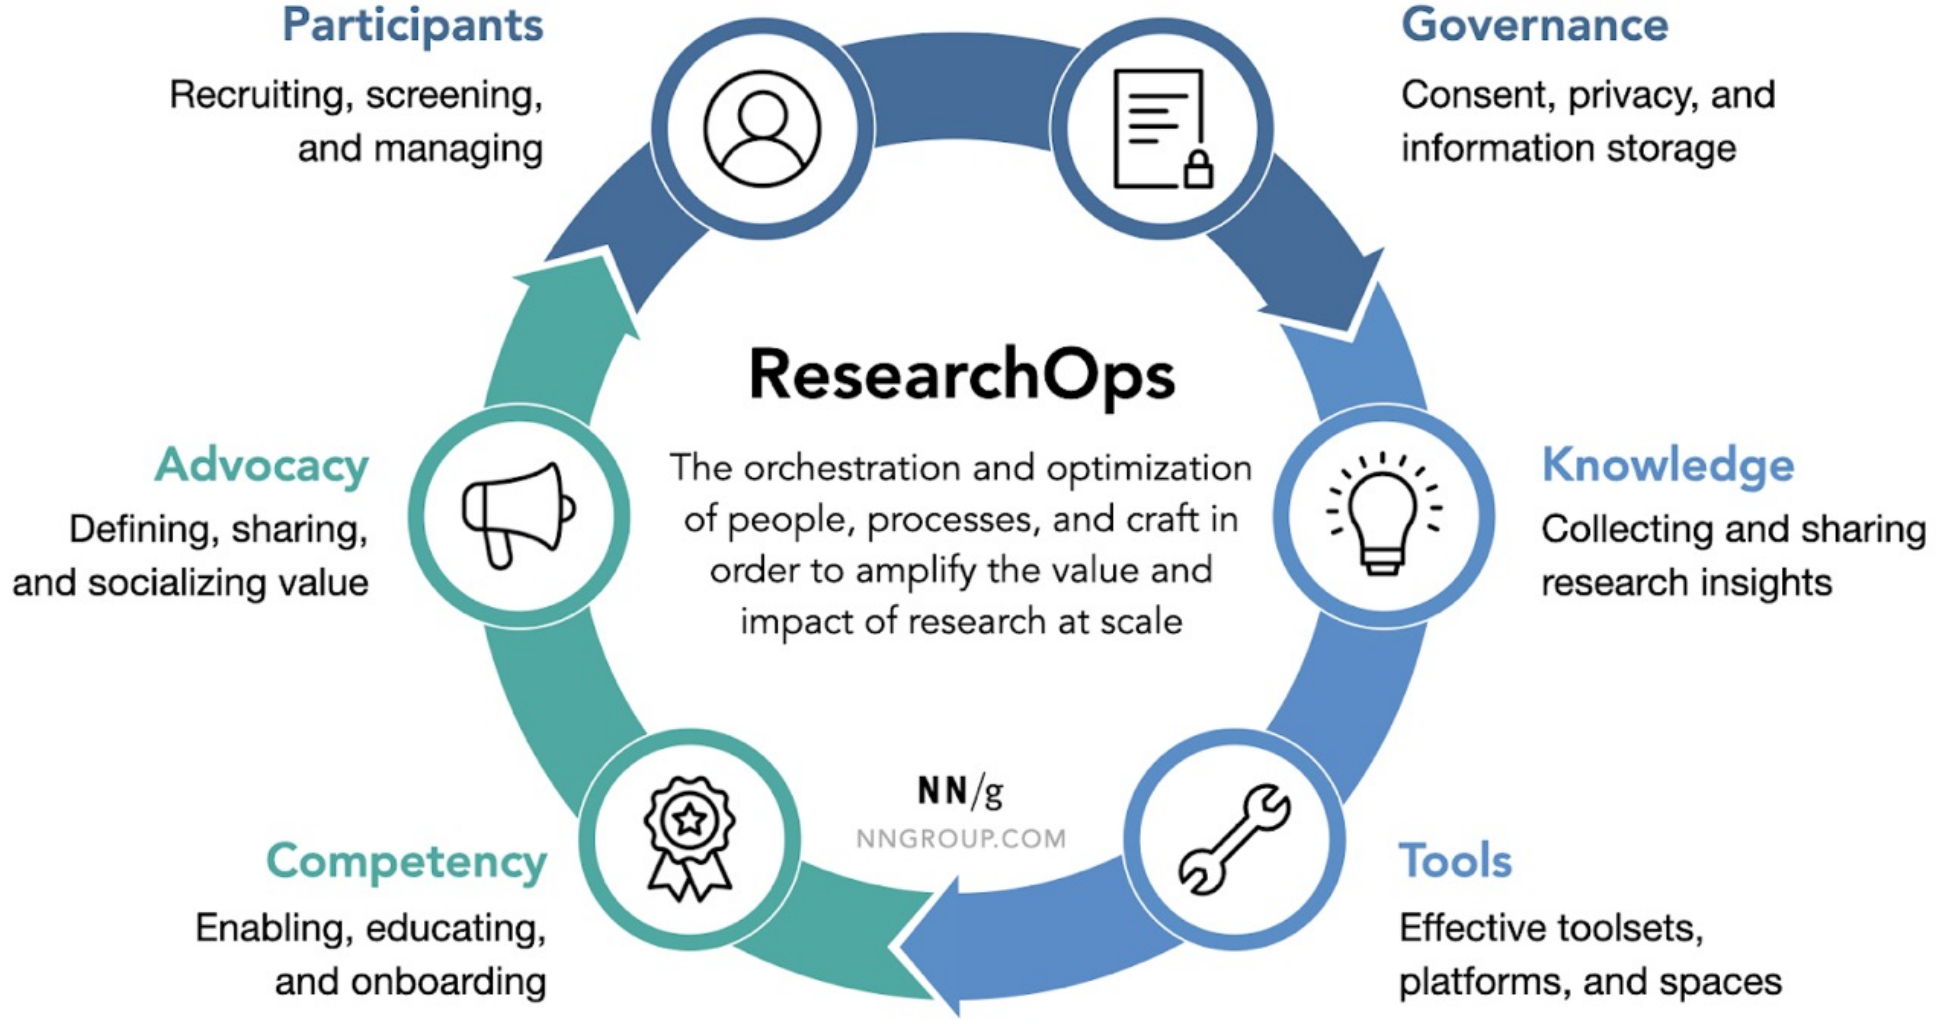 Participants
Recruiting, screening,
and managing
Governance
Consent, privacy, and
information storage
ResearchOps
The orchestration and optimization
of people, processes, and craft in
order to amplify the value and
impact of research at scale
Advocacy
Defining, sharing,
and socializing value
Knowledge
Collecting and sharing
research insights
NN/g
NNGROUP.COM
Competency
Enabling, educating,
and onboarding
Tools
Effective toolsets,
platforms, and spaces